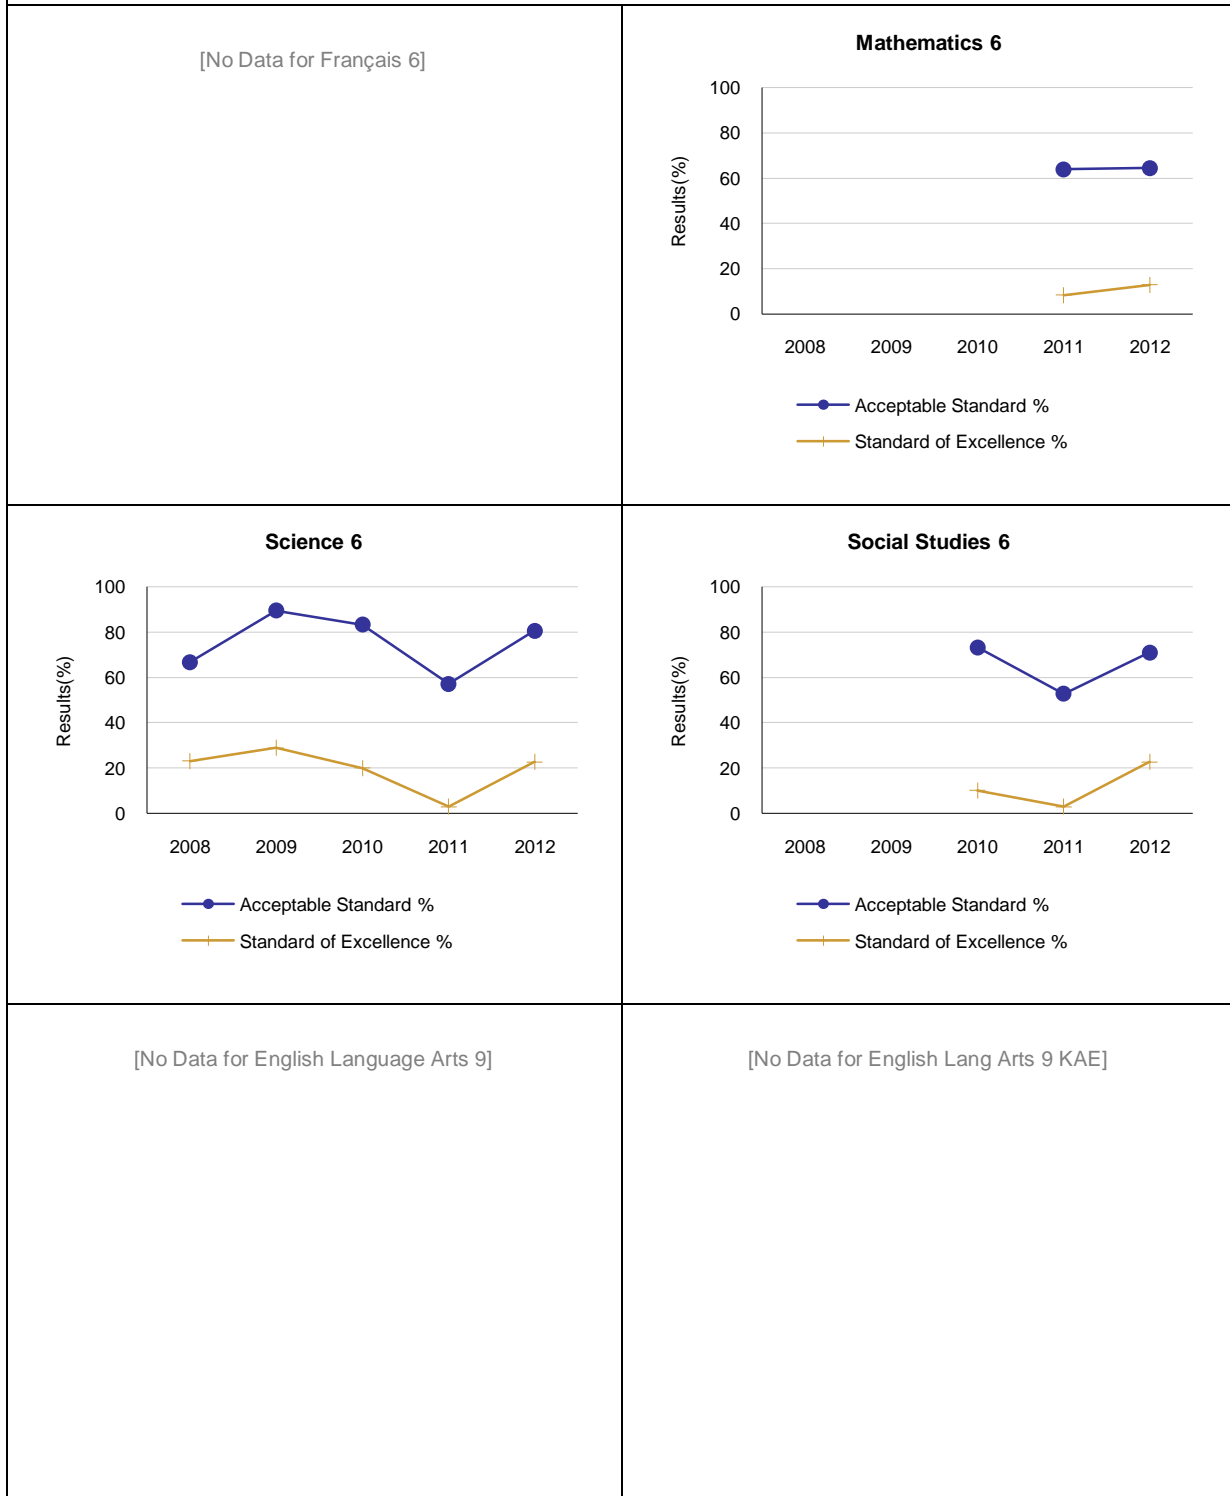 [No Data for Français 6]
Mathematics 6
Results(%)
100
80
60
40
20
0
2008 2009 2010 2011 2012
Acceptable Standard %
Standard of Excellence %
Science 6
Results(%)
100
80
60
40
20
0
2008 2009 2010 2011 2012
Acceptable Standard %
Standard of Excellence %
Social Studies 6
Results(%)
100
80
60
40
20
0
2008 2009 2010 2011 2012
Acceptable Standard %
Standard of Excellence %
[No Data for English Language Arts 9]
[No Data for English Lang Arts 9 KAE]